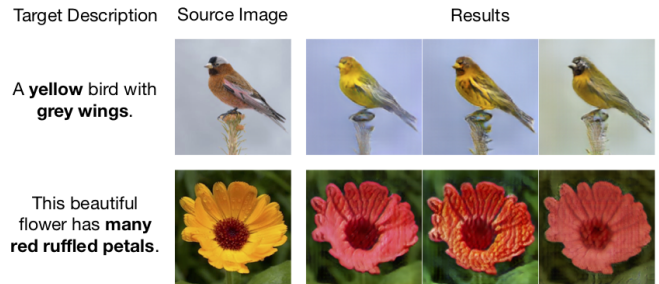 Target Description Source Image Results
A yellow bird with
grey wings.
This beautiful
flower has many
red ruffled petals.